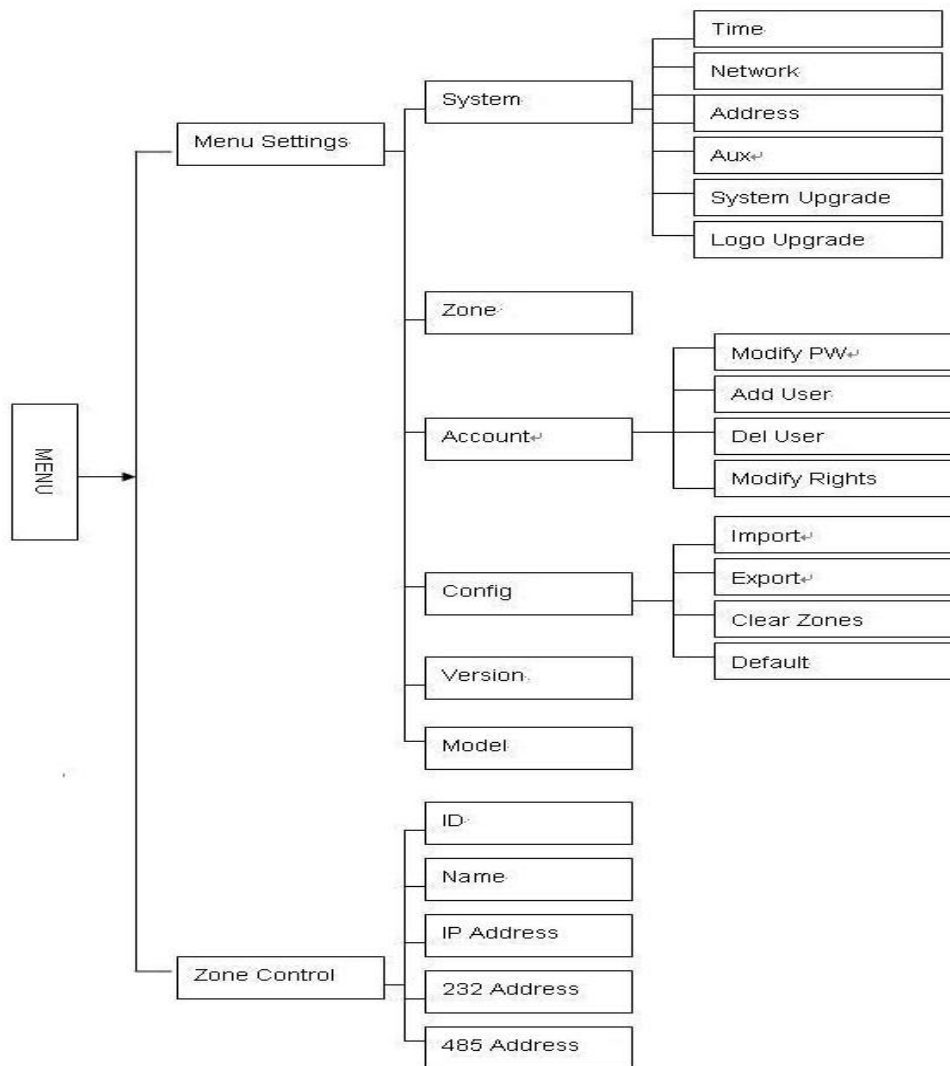 MENU
Menu Settings
System
Time
Network
Address
Aux
System Upgrade
Logo Upgrade
Zone
Account
Modify PW
Add User
Del User
Modify Rights
Config
Import
Export
Clear Zones
Default
Version
Model
Zone Control
ID
Name
IP Address
232 Address
485 Address